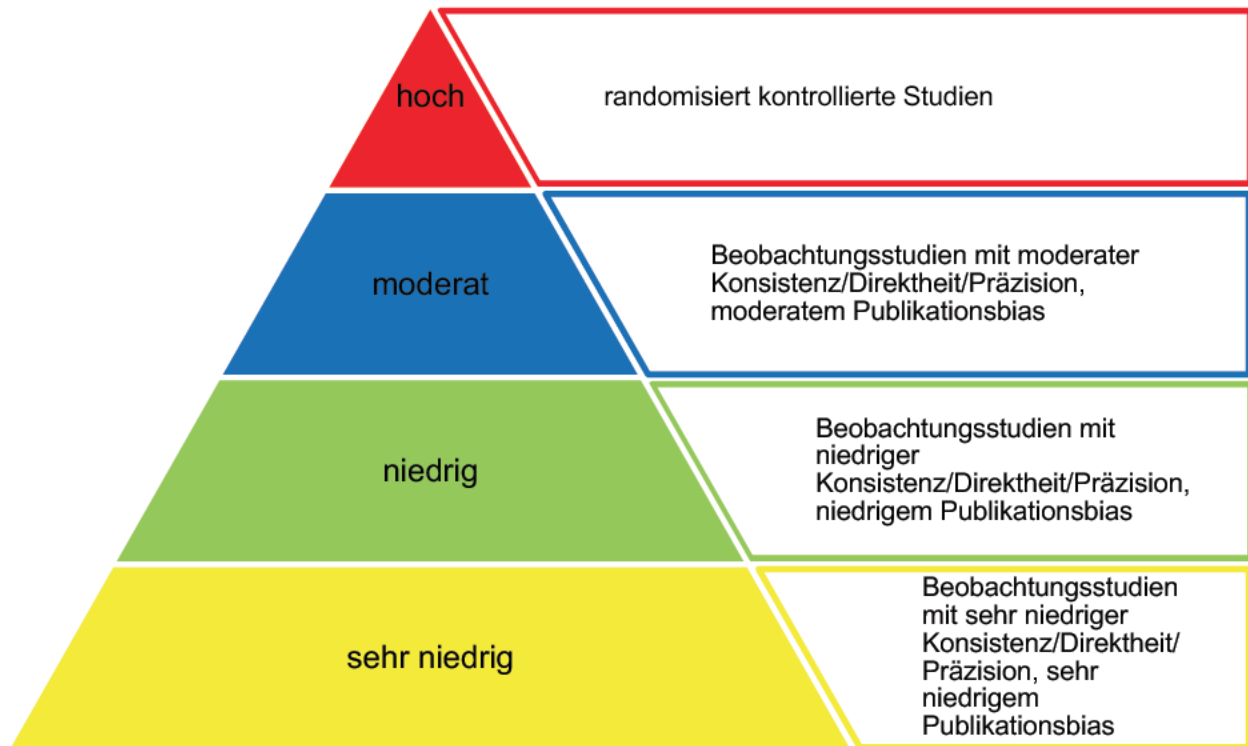 hoch
randomisiert kontrollierte Studien
moderat
Beobachtungsstudien mit moderater
Konsistenz/Direktheit/Präzision,
moderatem Publikationsbias
niedrig
Beobachtungsstudien mit
niedriger
Konsistenz/Direktheit/Präzision,
niedrigem Publikationsbias
sehr niedrig
Beobachtungsstudien
mit sehr niedriger
Konsistenz/Direktheit/
Präzision, sehr
niedrigem
Publikationsbias